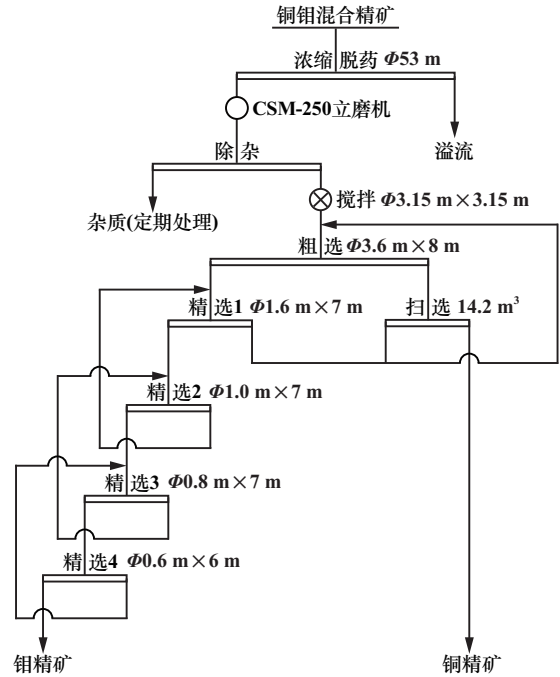 铜钼混合精矿
浓缩 脱药 Φ53 m
CSM-250立磨机
除 杂
溢流
搅拌 Φ3.15 m×3.15 m
杂质(定期处理)
粗 选 Φ3.6 m×8 m
精 选1 Φ1.6 m×7 m
扫 选 14.2 m³
精 选2 Φ1.0 m×7 m
精 选3 Φ0.8 m×7 m
精 选4 Φ0.6 m×6 m
钼精矿
铜精矿